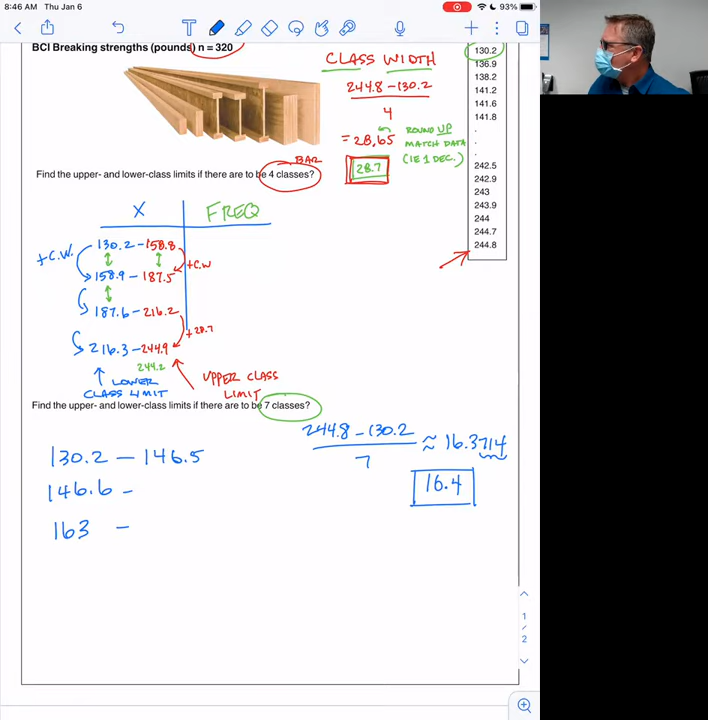 8:46 AM Thu Jan 6
93%
BCI Breaking strengths (pounds) n = 320
CLASS WIDTH
244.8 - 130.2
4
= 28.65
ROUND UP
MATCH DATA
(IE 1 DEC.)
28.7
130.2
136.9
138.2
141.2
141.6
141.8
.
.
.
242.5
242.9
243
243.9
244
244.7
244.8
BAR
Find the upper- and lower-class limits if there are to be 4 classes?
X FREQ
130.2 - 158.8
+C.W.
+C.W
158.9 - 187.5
187.6 - 216.2
+28.7
216.3 - 244.9
244.2
LOWER
CLASS LIMIT
UPPER CLASS
LIMIT
Find the upper- and lower-class limits if there are to be 7 classes?
244.8 - 130.2
7
≈ 16.3714
16.4
130.2 - 146.5
146.6 -
163 -
1
/
2